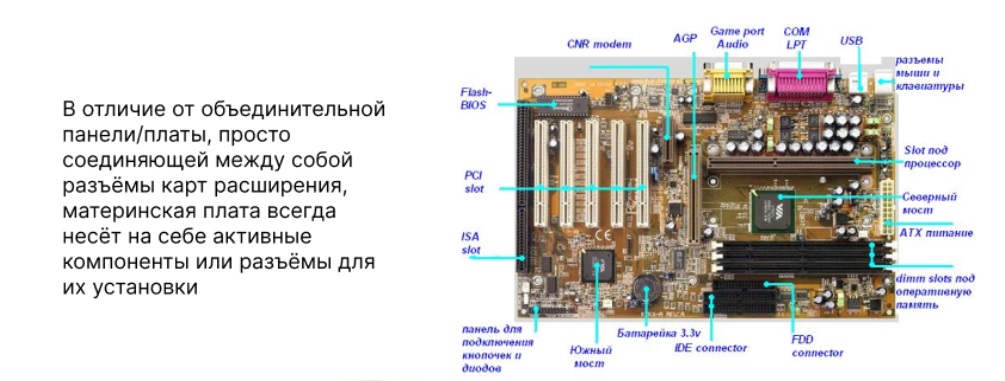 В отличие от объединительной
панели/платы, просто
соединяющей между собой
разъёмы карт расширения,
материнская плата всегда
несёт на себе активные
компоненты или разъёмы для
их установки
CNR modem
AGP
Game port
Audio
COM
LPT
USB
разъемы
мыши и
клавиатуры
Flash-
BIOS
Slot под
процессор
PCI
slot
Северный
мост
ISA
slot
ATX питание
VIA
VIA
dimm slots под
оперативную
память
панель для
подключения
кнопочек и
диодов
Южный
мост
Батарейка 3.3v
IDE connector
FDD
connector